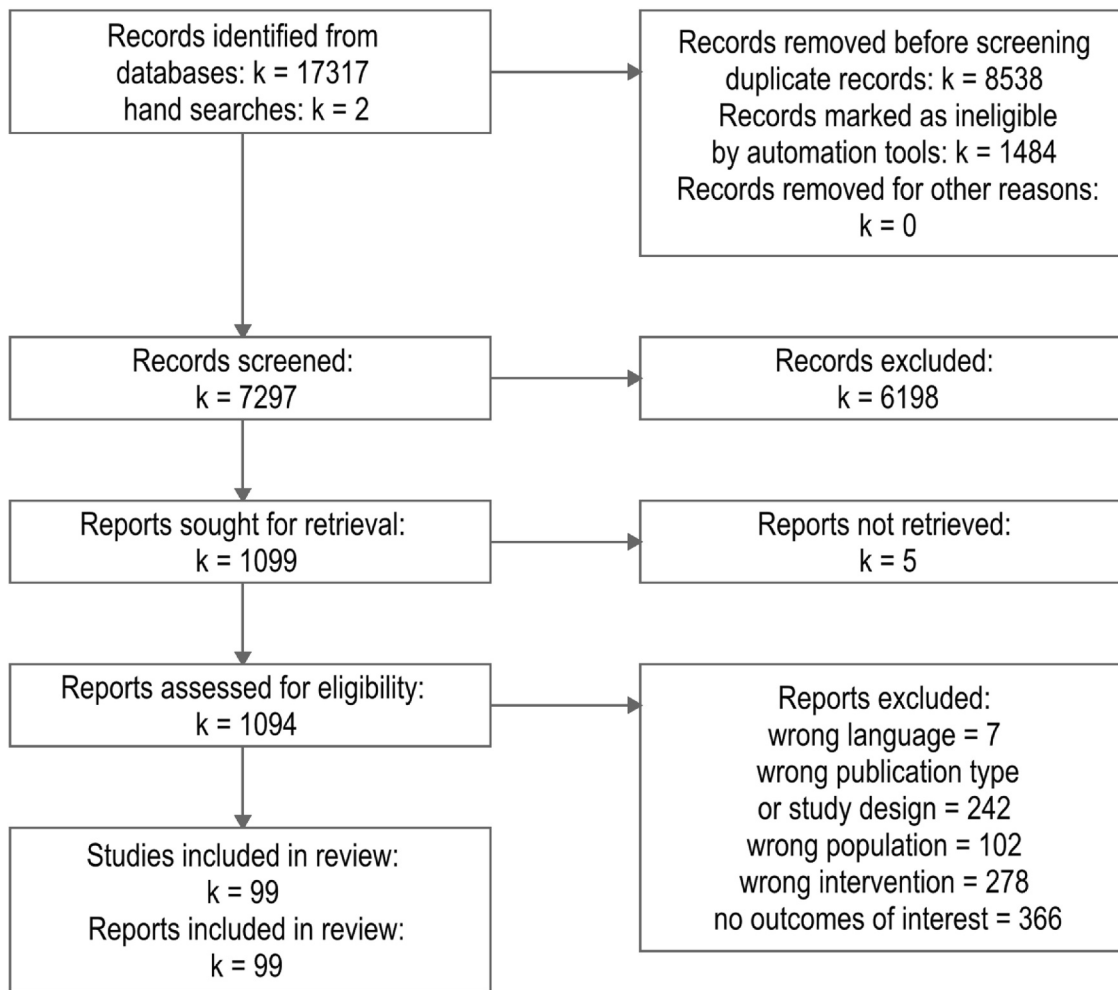 Records identified from
databases: k = 17317
hand searches: k = 2
Records removed before screening
duplicate records: k = 8538
Records marked as ineligible
by automation tools: k = 1484
Records removed for other reasons:
k = 0
Records screened:
k = 7297
Records excluded:
k = 6198
Reports sought for retrieval:
k = 1099
Reports not retrieved:
k = 5
Reports assessed for eligibility:
k = 1094
Reports excluded:
wrong language = 7
wrong publication type
or study design = 242
wrong population = 102
wrong intervention = 278
no outcomes of interest = 366
Studies included in review:
k = 99
Reports included in review:
k = 99